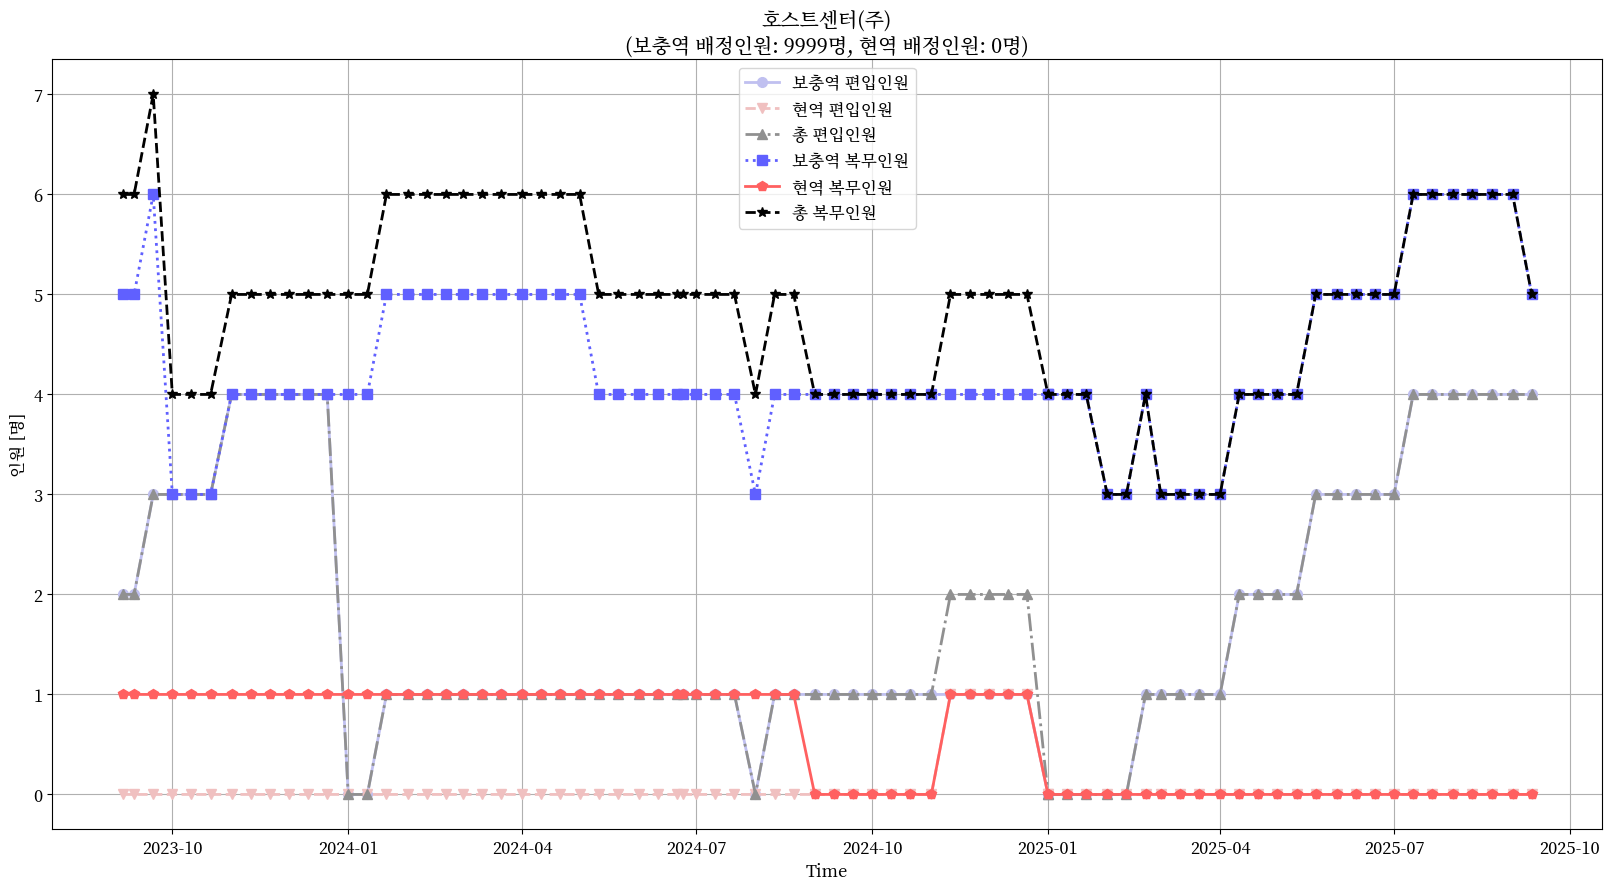 호스트센터(주)
(보충역 배정인원: 9999명, 현역 배정인원: 0명)
보충역 편입인원
현역 편입인원
총 편입인원
보충역 복무인원
현역 복무인원
총 복무인원
인원 [명]
7
6
5
4
3
2
1
0
2023-10
2024-01
2024-04
2024-07
2024-10
2025-01
2025-04
2025-07
2025-10
Time